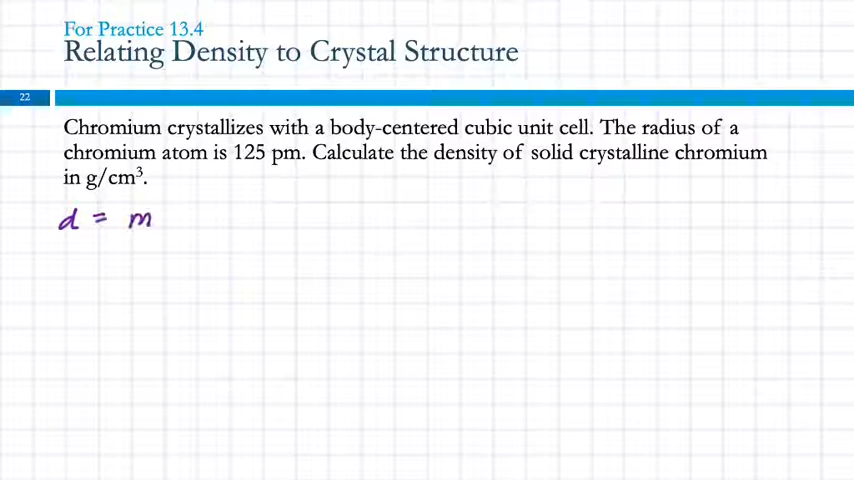 For Practice 13.4
Relating Density to Crystal Structure
22
Chromium crystallizes with a body-centered cubic unit cell. The radius of a
chromium atom is 125 pm. Calculate the density of solid crystalline chromium
in g/cm³.
d = m